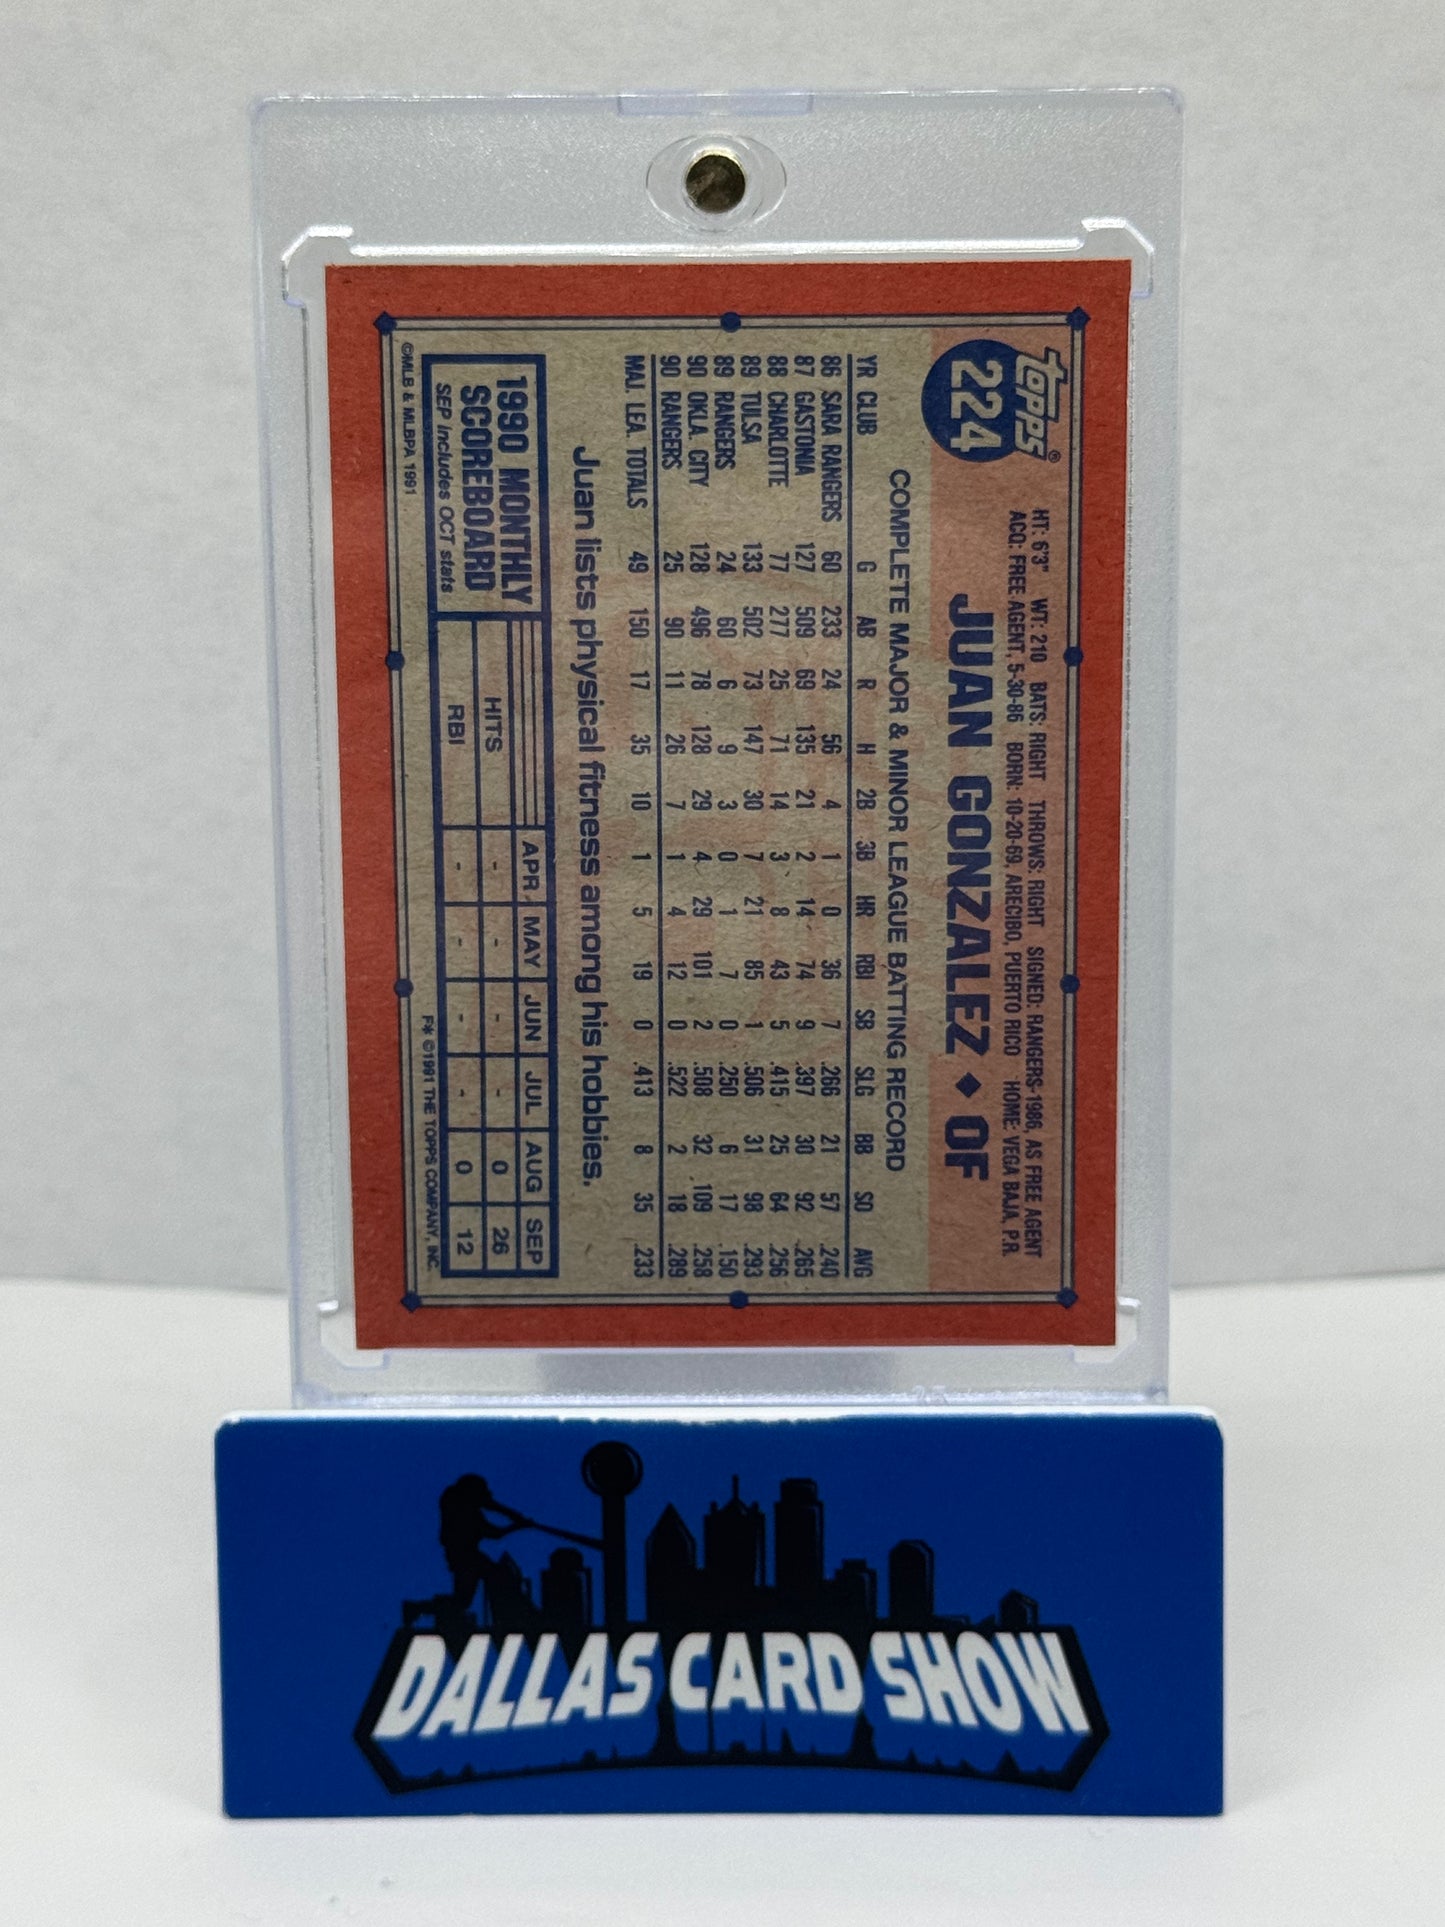 Topps®
224
HT: 6'3" WT: 210 BATS: RIGHT THROWS: RIGHT SIGNED: RANGERS-1986, AS FREE AGENT
ACQ: FREE AGENT, 5-30-86 BORN: 10-20-69, ARECIBO, PUERTO RICO HOME: VEGA BAJA, P.R.
JUAN GONZALEZ ♦ OF
COMPLETE MAJOR & MINOR LEAGUE BATTING RECORD
YR CLUB G AB R H 2B 3B HR RBI SB SLG BB SO AVG
86 SARA RANGERS 60 233 24 56 4 1 0 36 7 .266 21 57 .240
87 GASTONIA 127 509 69 135 21 2 14 74 9 .397 30 92 .265
88 CHARLOTTE 77 277 25 71 14 3 8 43 5 .415 25 64 .256
89 TULSA 133 502 73 147 30 7 21 85 1 .506 31 98 .293
89 RANGERS 24 60 6 9 3 0 1 7 0 .250 6 17 .150
90 OKLA. CITY 128 496 78 128 29 4 29 101 2 .508 32 .109 .258
90 RANGERS 25 90 11 26 7 1 4 12 0 .522 2 18 .289
MAJ. LEA. TOTALS 49 150 17 35 10 1 5 19 0 .413 8 35 .233
Juan lists physical fitness among his hobbies.
1990 MONTHLY
SCOREBOARD
SEP includes OCT stats
APR MAY JUN JUL AUG SEP
HITS - - - - 0 26
RBI - - - - 0 12
©MLB & MLBPA 1991
F* ©1991 THE TOPPS COMPANY, INC.
DALLAS CARD SHOW